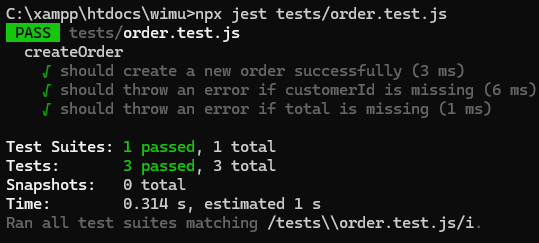 C:\xampp\htdocs\wimu>npx jest tests/order.test.js
PASS tests/order.test.js
createOrder
√ should create a new order successfully (3 ms)
√ should throw an error if customerId is missing (6 ms)
√ should throw an error if total is missing (1 ms)
Test Suites: 1 passed, 1 total
Tests: 3 passed, 3 total
Snapshots: 0 total
Time: 0.314 s, estimated 1 s
Ran all test suites matching /tests\\order.test.js/i.